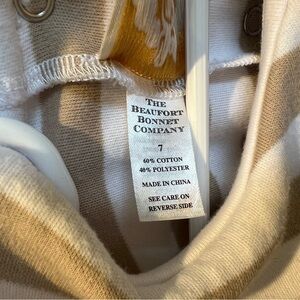 THE
BEAUFORT
BONNET
COMPANY
7
60% COTTON
40% POLYESTER
MADE IN CHINA
SEE CARE ON
REVERSE SIDE